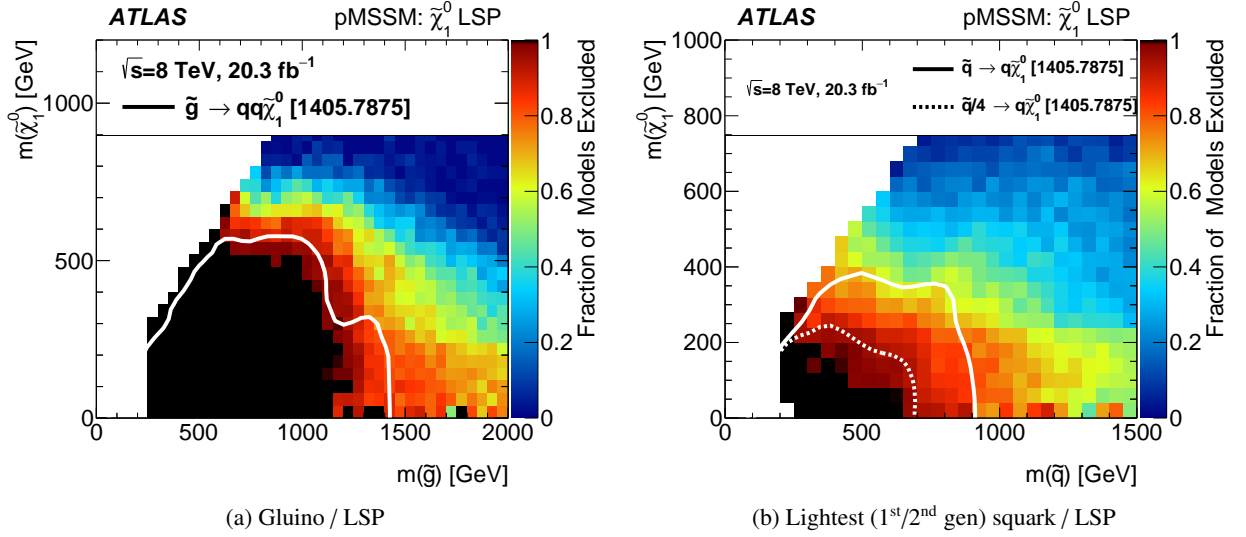 ATLAS pMSSM: χ̃₁⁰ LSP
m(χ̃₁⁰) [GeV]
1000
500
0
√s=8 TeV, 20.3 fb⁻¹
g̃ → qqχ̃₁⁰ [1405.7875]
0 500 1000 1500 2000
m(g̃) [GeV]
1
0.8
0.6
0.4
0.2
0
Fraction of Models Excluded
(a) Gluino / LSP
ATLAS pMSSM: χ̃₁⁰ LSP
m(χ̃₁⁰) [GeV]
1000
800
600
400
200
0
√s=8 TeV, 20.3 fb⁻¹
q̃ → qχ̃₁⁰ [1405.7875]
q̃/4 → qχ̃₁⁰ [1405.7875]
0 500 1000 1500
m(q̃) [GeV]
1
0.8
0.6
0.4
0.2
0
Fraction of Models Excluded
(b) Lightest (1ˢᵗ/2ⁿᵈ gen) squark / LSP